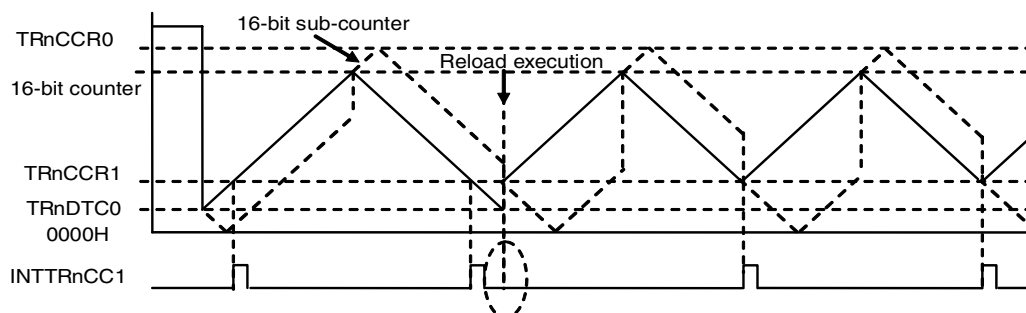 16-bit sub-counter
TRnCCR0
Reload execution
16-bit counter
TRnCCR1
TRnDTC0
0000H
INTTRnCC1